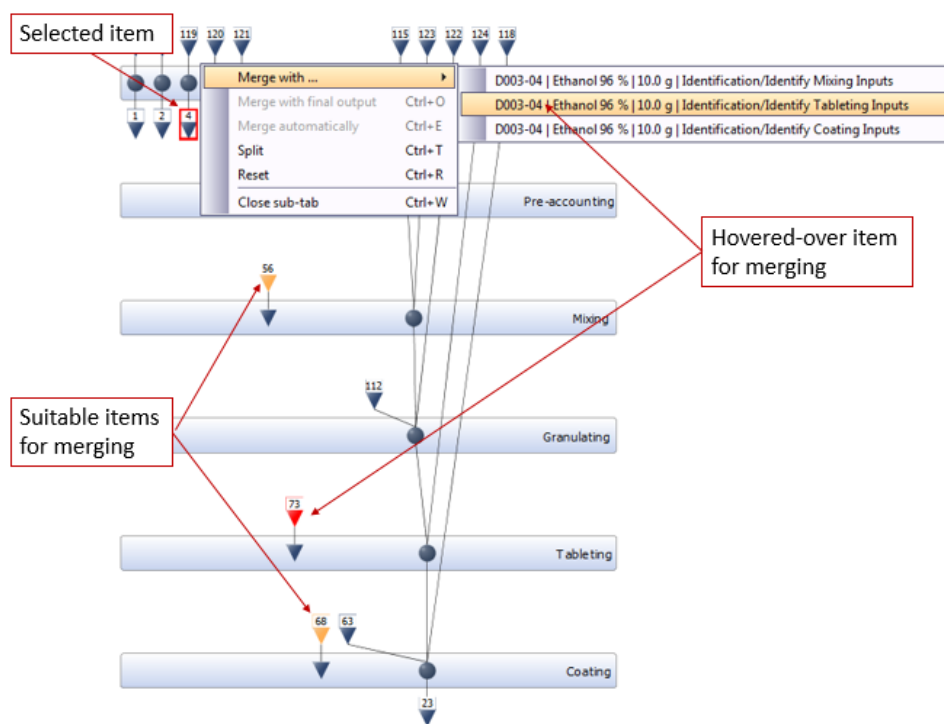 Selected item
119 120 121 115 123 122 124 118
Merge with ...
D003-04 | Ethanol 96 % | 10.0 g | Identification/Identify Mixing Inputs
Merge with final output Ctrl+O
D003-04 | Ethanol 96 % | 10.0 g | Identification/Identify Tableting Inputs
Merge automatically Ctrl+E
D003-04 | Ethanol 96 % | 10.0 g | Identification/Identify Coating Inputs
1 2 4
Split Ctrl+T
Reset Ctrl+R
Close sub-tab Ctrl+W
Pre-accounting
Hovered-over item
for merging
56
Mixing
112
Suitable items
for merging
Granulating
73
Tableting
68 63
Coating
23